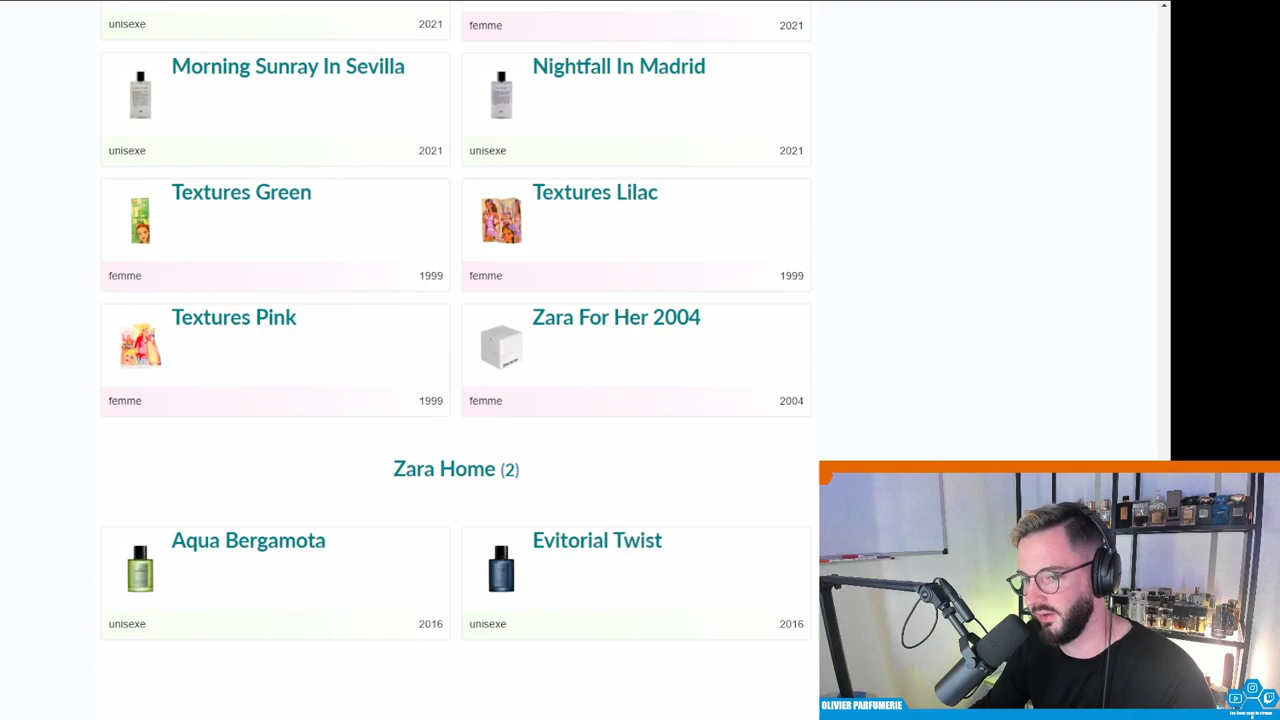 unisexe 2021
femme 2021
Morning Sunray In Sevilla
unisexe 2021
Nightfall In Madrid
unisexe 2021
Textures Green
femme 1999
Textures Lilac
femme 1999
Textures Pink
femme 1999
Zara For Her 2004
femme 2004
Zara Home (2)
Aqua Bergamota
unisexe 2016
Evitorial Twist
unisexe 2016
OLIVIER PARFUMERIE